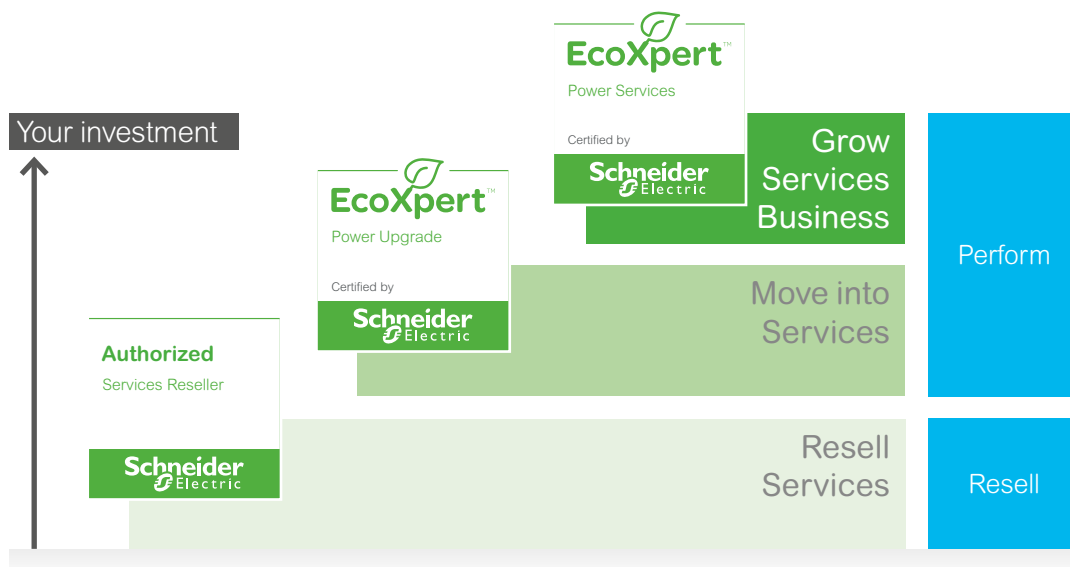 EcoXpert™
Power Services
Certified by
Schneider
Electric
Grow
Services
Business
Your investment
EcoXpert™
Power Upgrade
Certified by
Schneider
Electric
Move into
Services
Perform
Authorized
Services Reseller
Schneider
Electric
Resell
Services
Resell